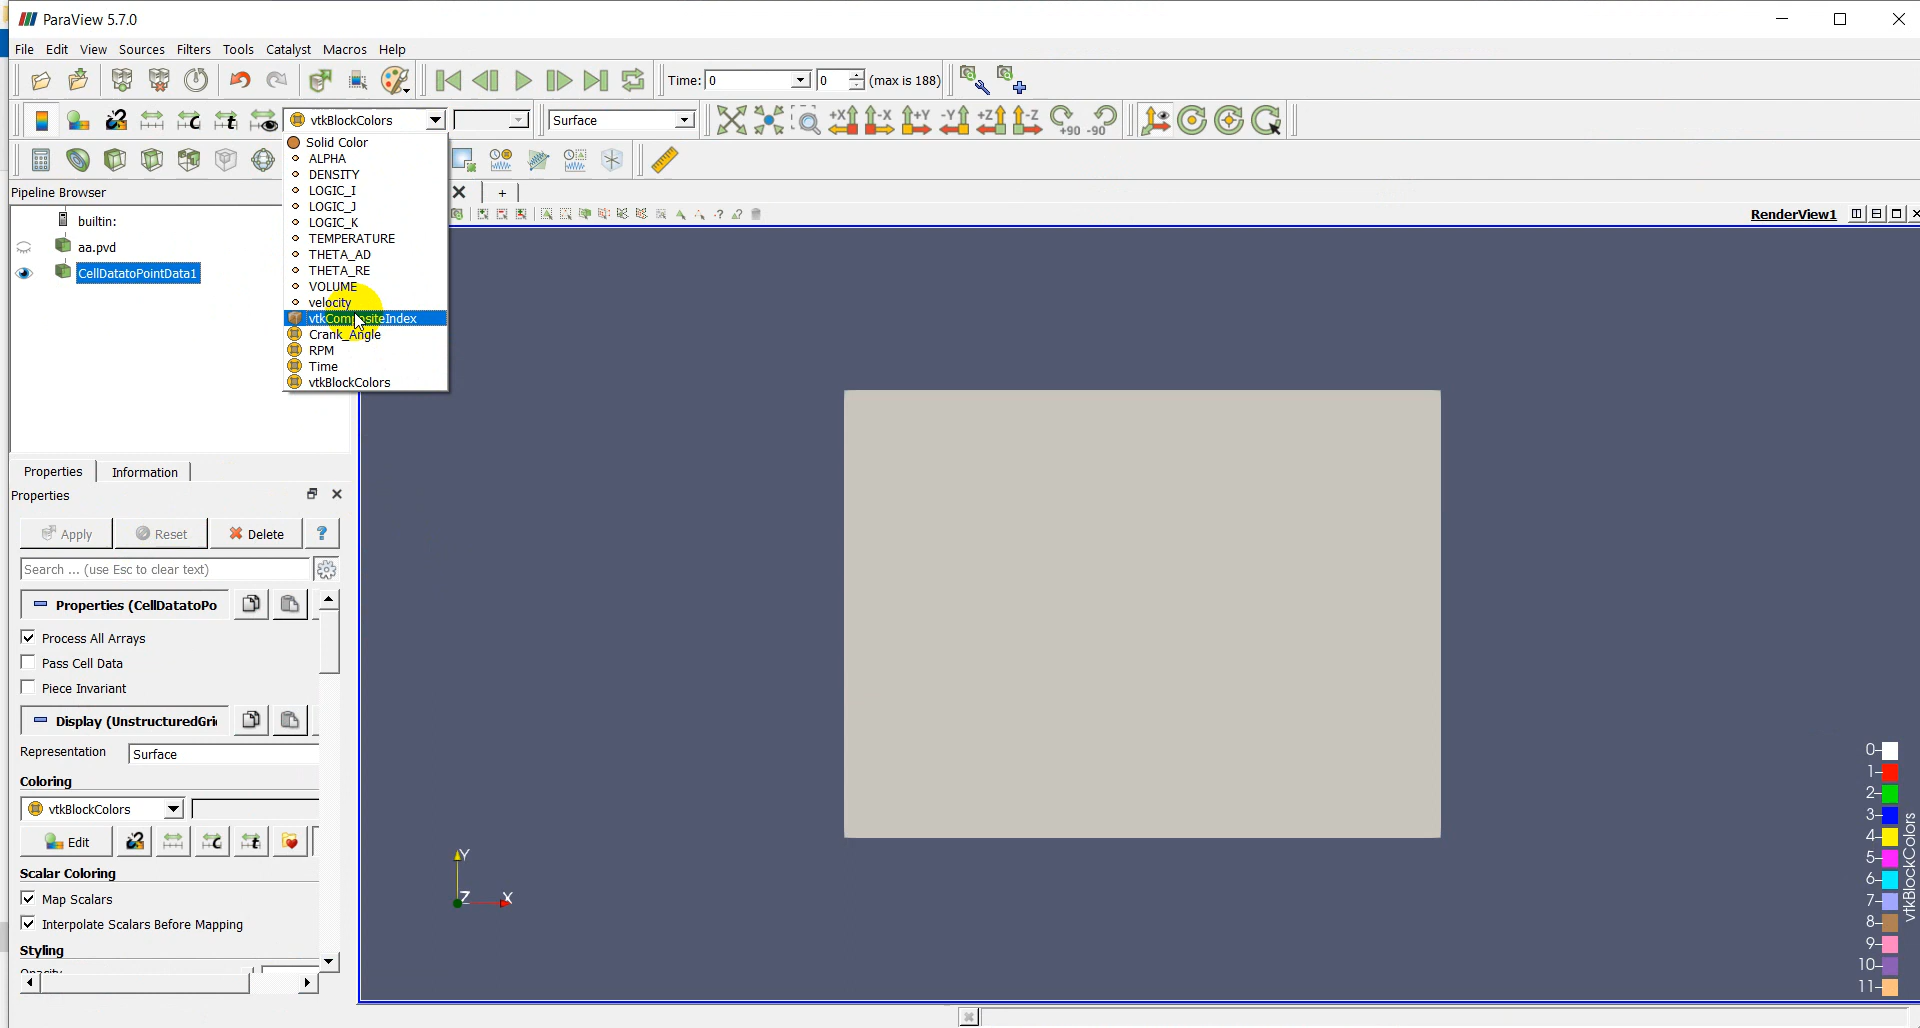 ParaView 5.7.0
File Edit View Sources Filters Tools Catalyst Macros Help
Time: 0 0 (max is 188)
vtkBlockColors Surface +X -X +Y -Y +Z -Z +90 -90
Solid Color
ALPHA
DENSITY
LOGIC_I
LOGIC_J
LOGIC_K
TEMPERATURE
THETA_AD
THETA_RE
VOLUME
velocity
vtkCompositeIndex
Crank_Angle
RPM
Time
vtkBlockColors
Pipeline Browser
builtin:
aa.pvd
CellDatatoPointData1
RenderView1
Properties Information
Properties
Apply Reset Delete ?
Search ... (use Esc to clear text)
Properties (CellDatatoPo
Process All Arrays
Pass Cell Data
Piece Invariant
Display (UnstructuredGri
Representation Surface
Coloring
vtkBlockColors
Edit
Scalar Coloring
Map Scalars
Interpolate Scalars Before Mapping
Styling
Y
Z X
0
1
2
3
4
5
6
7
8
9
10
11
vtkBlockColors